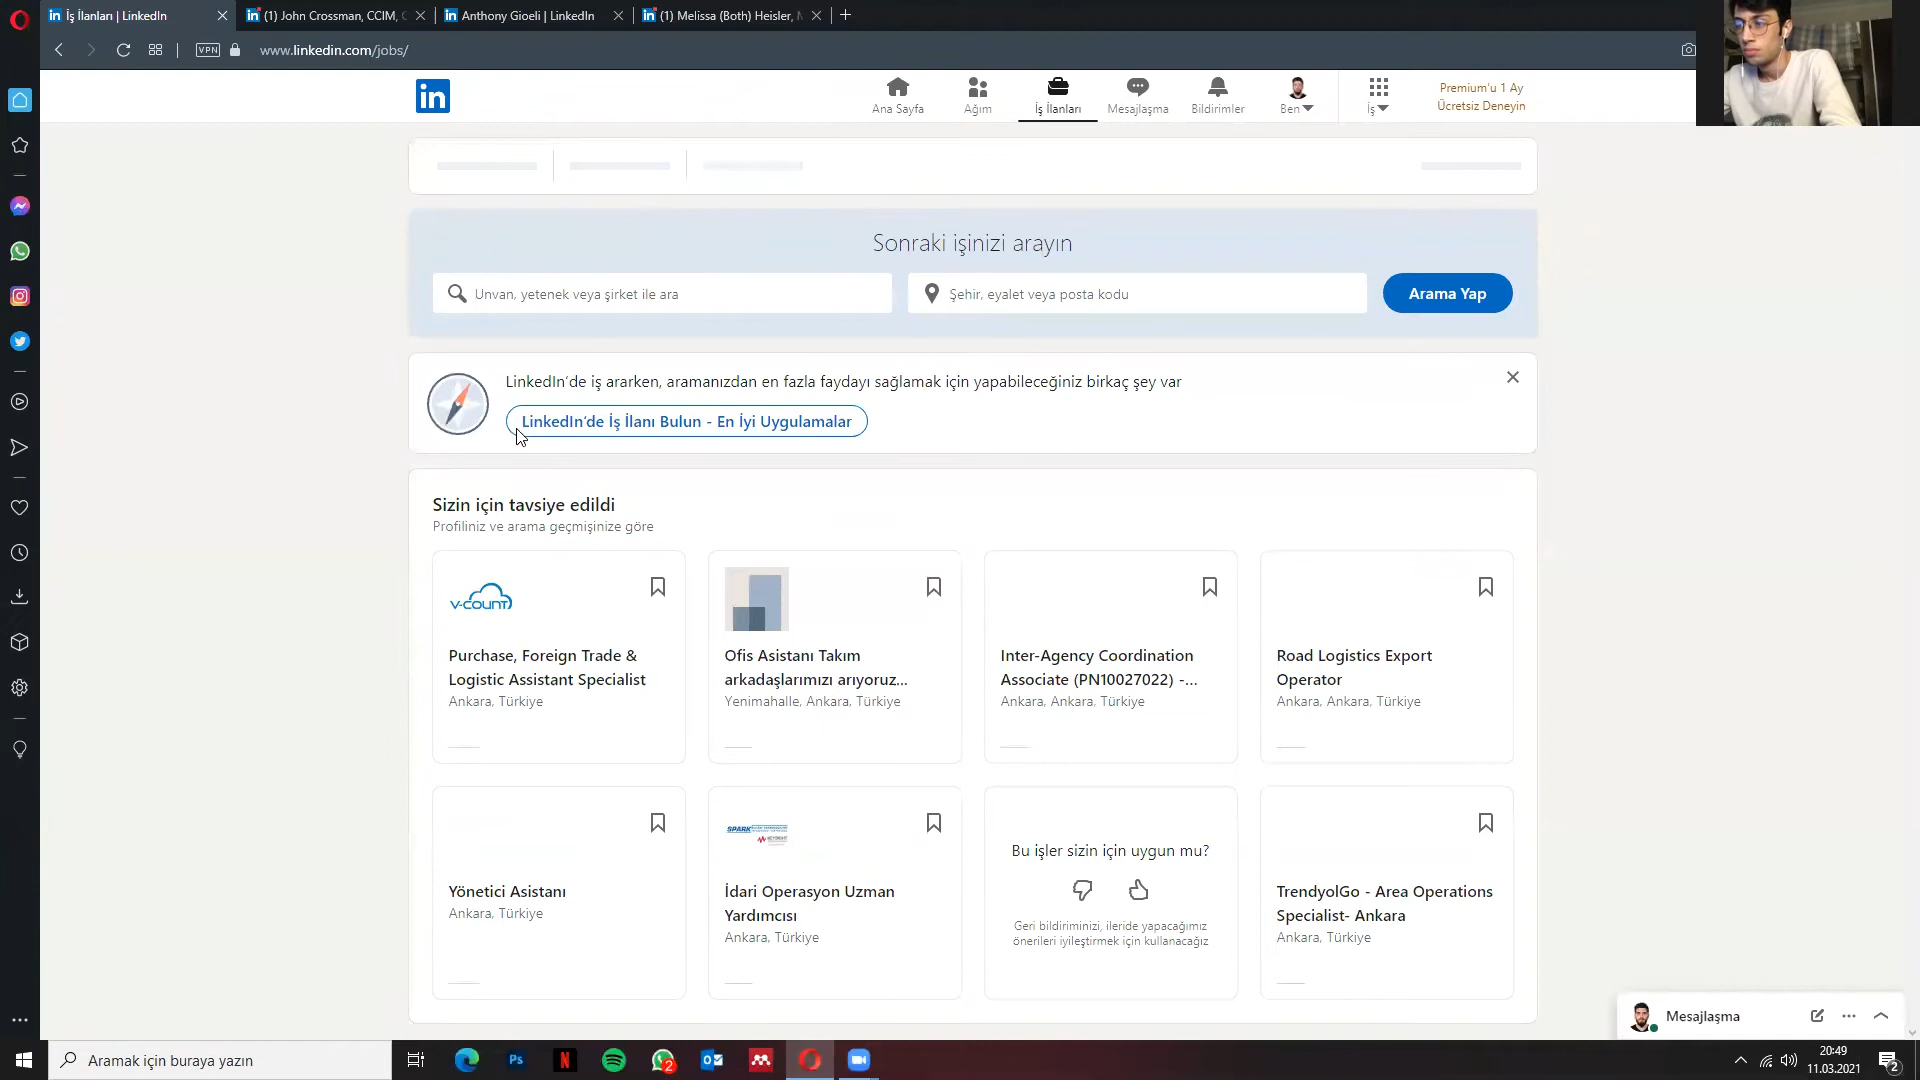 İş İlanları | LinkedIn
(1) John Crossman, CCIM, C
Anthony Gioeli | LinkedIn
(1) Melissa (Both) Heisler, M
VPN
www.linkedin.com/jobs/
in
Ana Sayfa
Ağım
İş İlanları
Mesajlaşma
Bildirimler
Ben
İş
Premium'u 1 Ay
Ücretsiz Deneyin
Sonraki işinizi arayın
Unvan, yetenek veya şirket ile ara
Şehir, eyalet veya posta kodu
Arama Yap
LinkedIn'de iş ararken, aramanızdan en fazla faydayı sağlamak için yapabileceğiniz birkaç şey var
LinkedIn'de İş İlanı Bulun - En İyi Uygulamalar
Sizin için tavsiye edildi
Profiliniz ve arama geçmişinize göre
V-COUNT
Purchase, Foreign Trade &
Logistic Assistant Specialist
Ankara, Türkiye
Ofis Asistanı Takım
arkadaşlarımızı arıyoruz...
Yenimahalle, Ankara, Türkiye
Inter-Agency Coordination
Associate (PN10027022) -...
Ankara, Ankara, Türkiye
Road Logistics Export
Operator
Ankara, Ankara, Türkiye
Yönetici Asistanı
Ankara, Türkiye
SPARK
İdari Operasyon Uzman
Yardımcısı
Ankara, Türkiye
Bu işler sizin için uygun mu?
Geri bildiriminizi, ileride yapacağımız
önerileri iyileştirmek için kullanacağız
TrendyolGo - Area Operations
Specialist- Ankara
Ankara, Türkiye
Mesajlaşma
Aramak için buraya yazın
Ps
N
2
20:49
11.03.2021
2